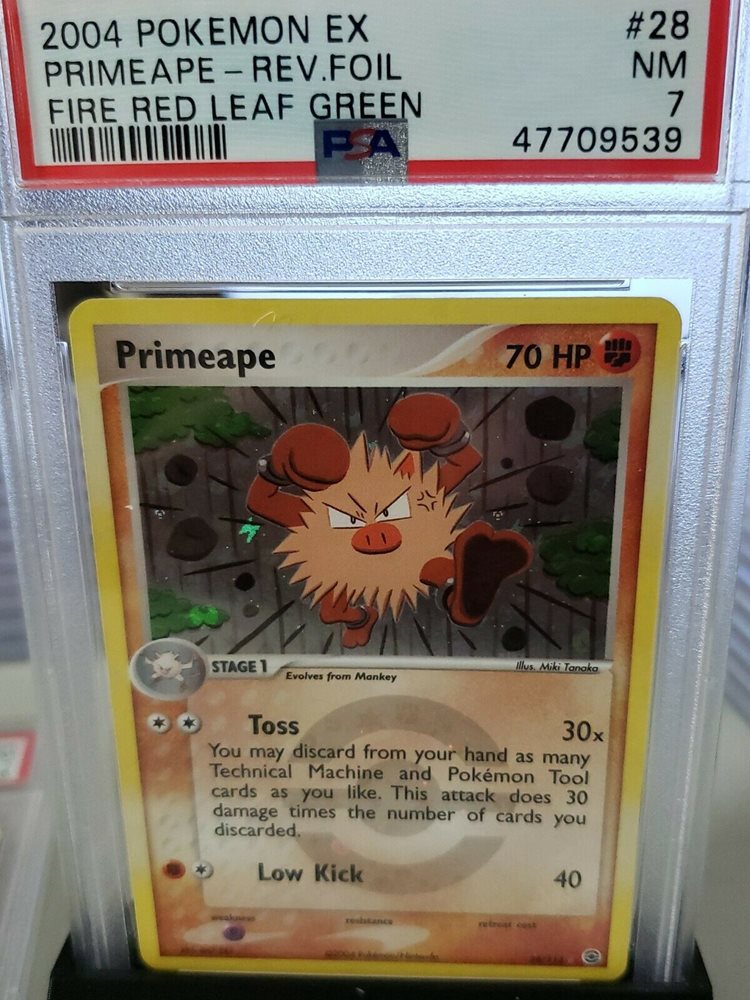 2004 POKEMON EX #28
PRIMEAPE - REV.FOIL NM
FIRE RED LEAF GREEN 7
PSA 47709539
Primeape 70 HP
STAGE 1 Evolves from Mankey Illus. Miki Tanaka
Toss 30x
You may discard from your hand as many
Technical Machine and Pokémon Tool
cards as you like. This attack does 30
damage times the number of cards you
discarded.
Low Kick 40
weakness resistance retreat cost
©2004 Pokémon/Nintendo